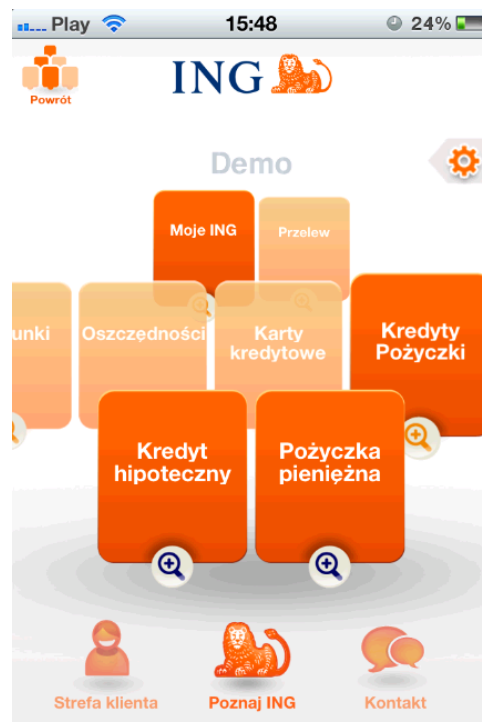 Play 15:48 24%
Powrót
ING
Demo
Moje ING
Przelew
unki
Oszczędności
Karty
kredytowe
Kredyty
Pożyczki
Kredyt
hipoteczny
Pożyczka
pieniężna
Strefa klienta
Poznaj ING
Kontakt